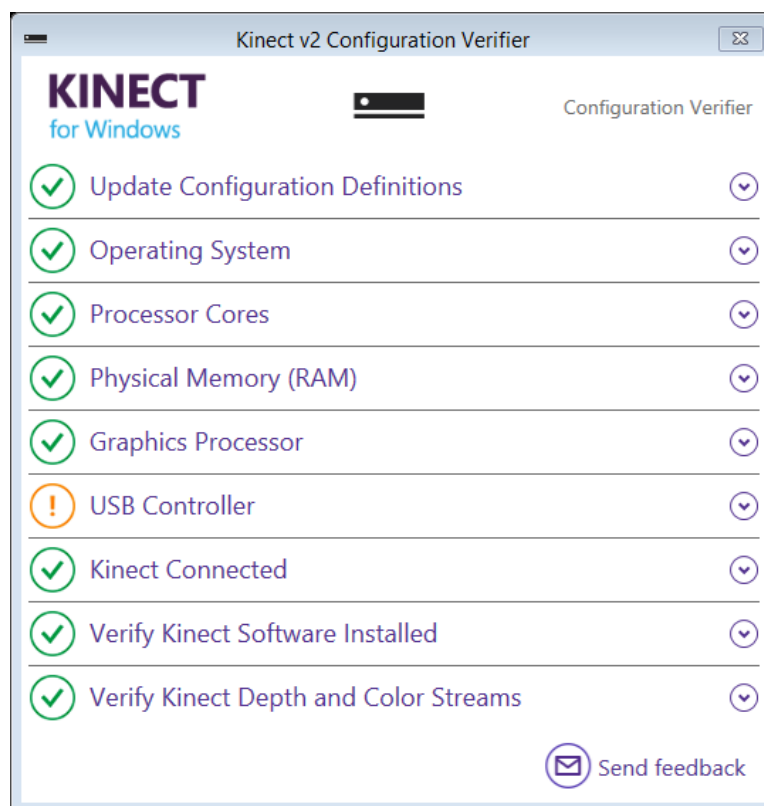 Kinect v2 Configuration Verifier
KINECT
for Windows
Configuration Verifier
Update Configuration Definitions
Operating System
Processor Cores
Physical Memory (RAM)
Graphics Processor
USB Controller
Kinect Connected
Verify Kinect Software Installed
Verify Kinect Depth and Color Streams
Send feedback